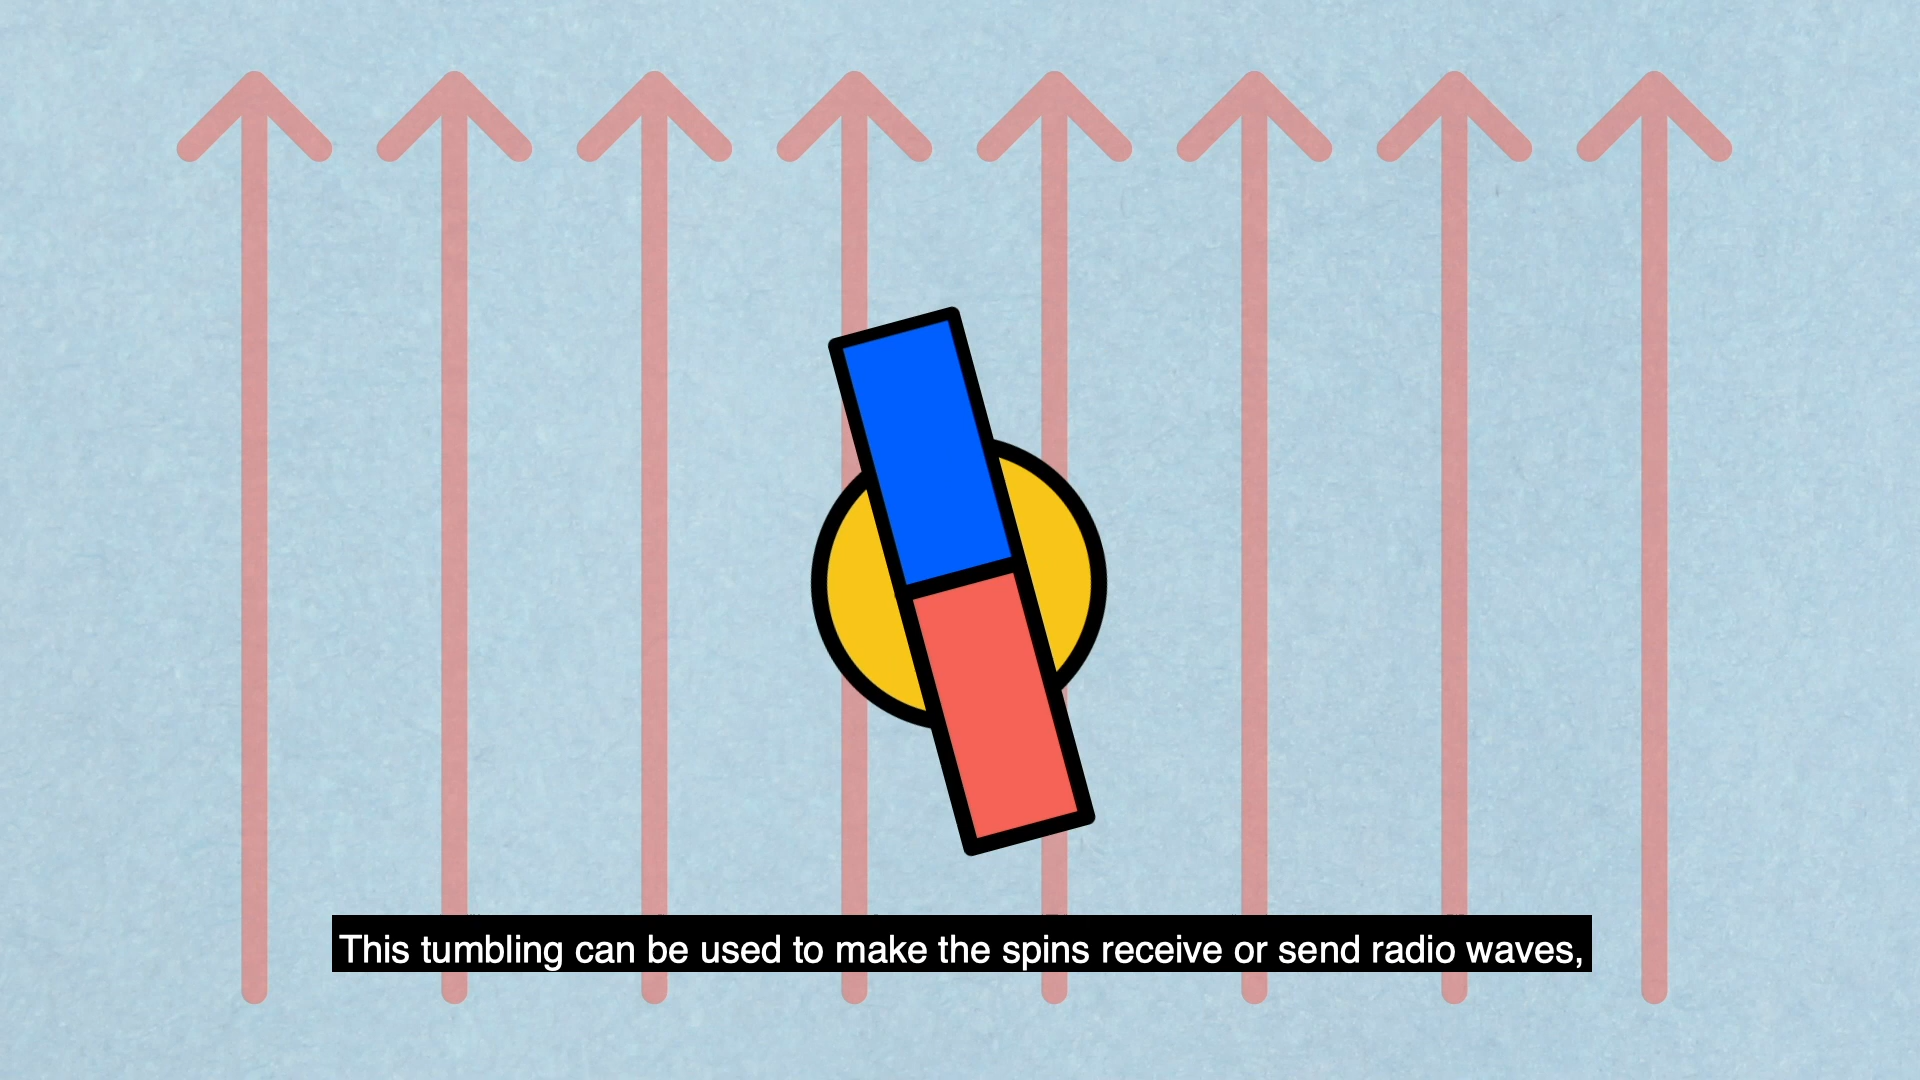 This tumbling can be used to make the spins receive or send radio waves,